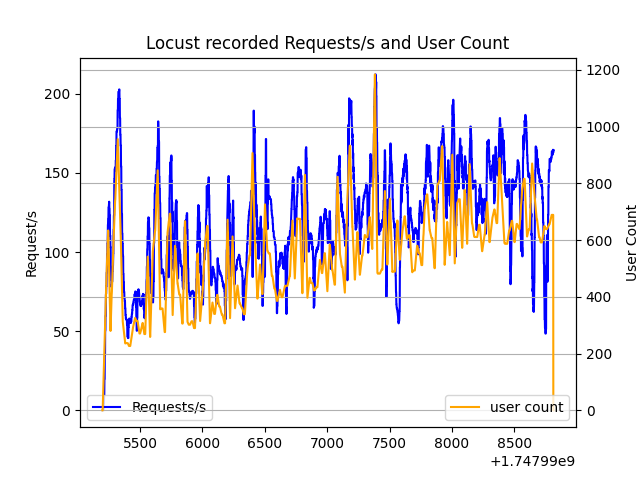 Locust recorded Requests/s and User Count
Request/s
200
150
100
50
0
1200
1000
800
600
400
200
0
User Count
Requests/s
user count
5500 6000 6500 7000 7500 8000 8500
+1.74799e9